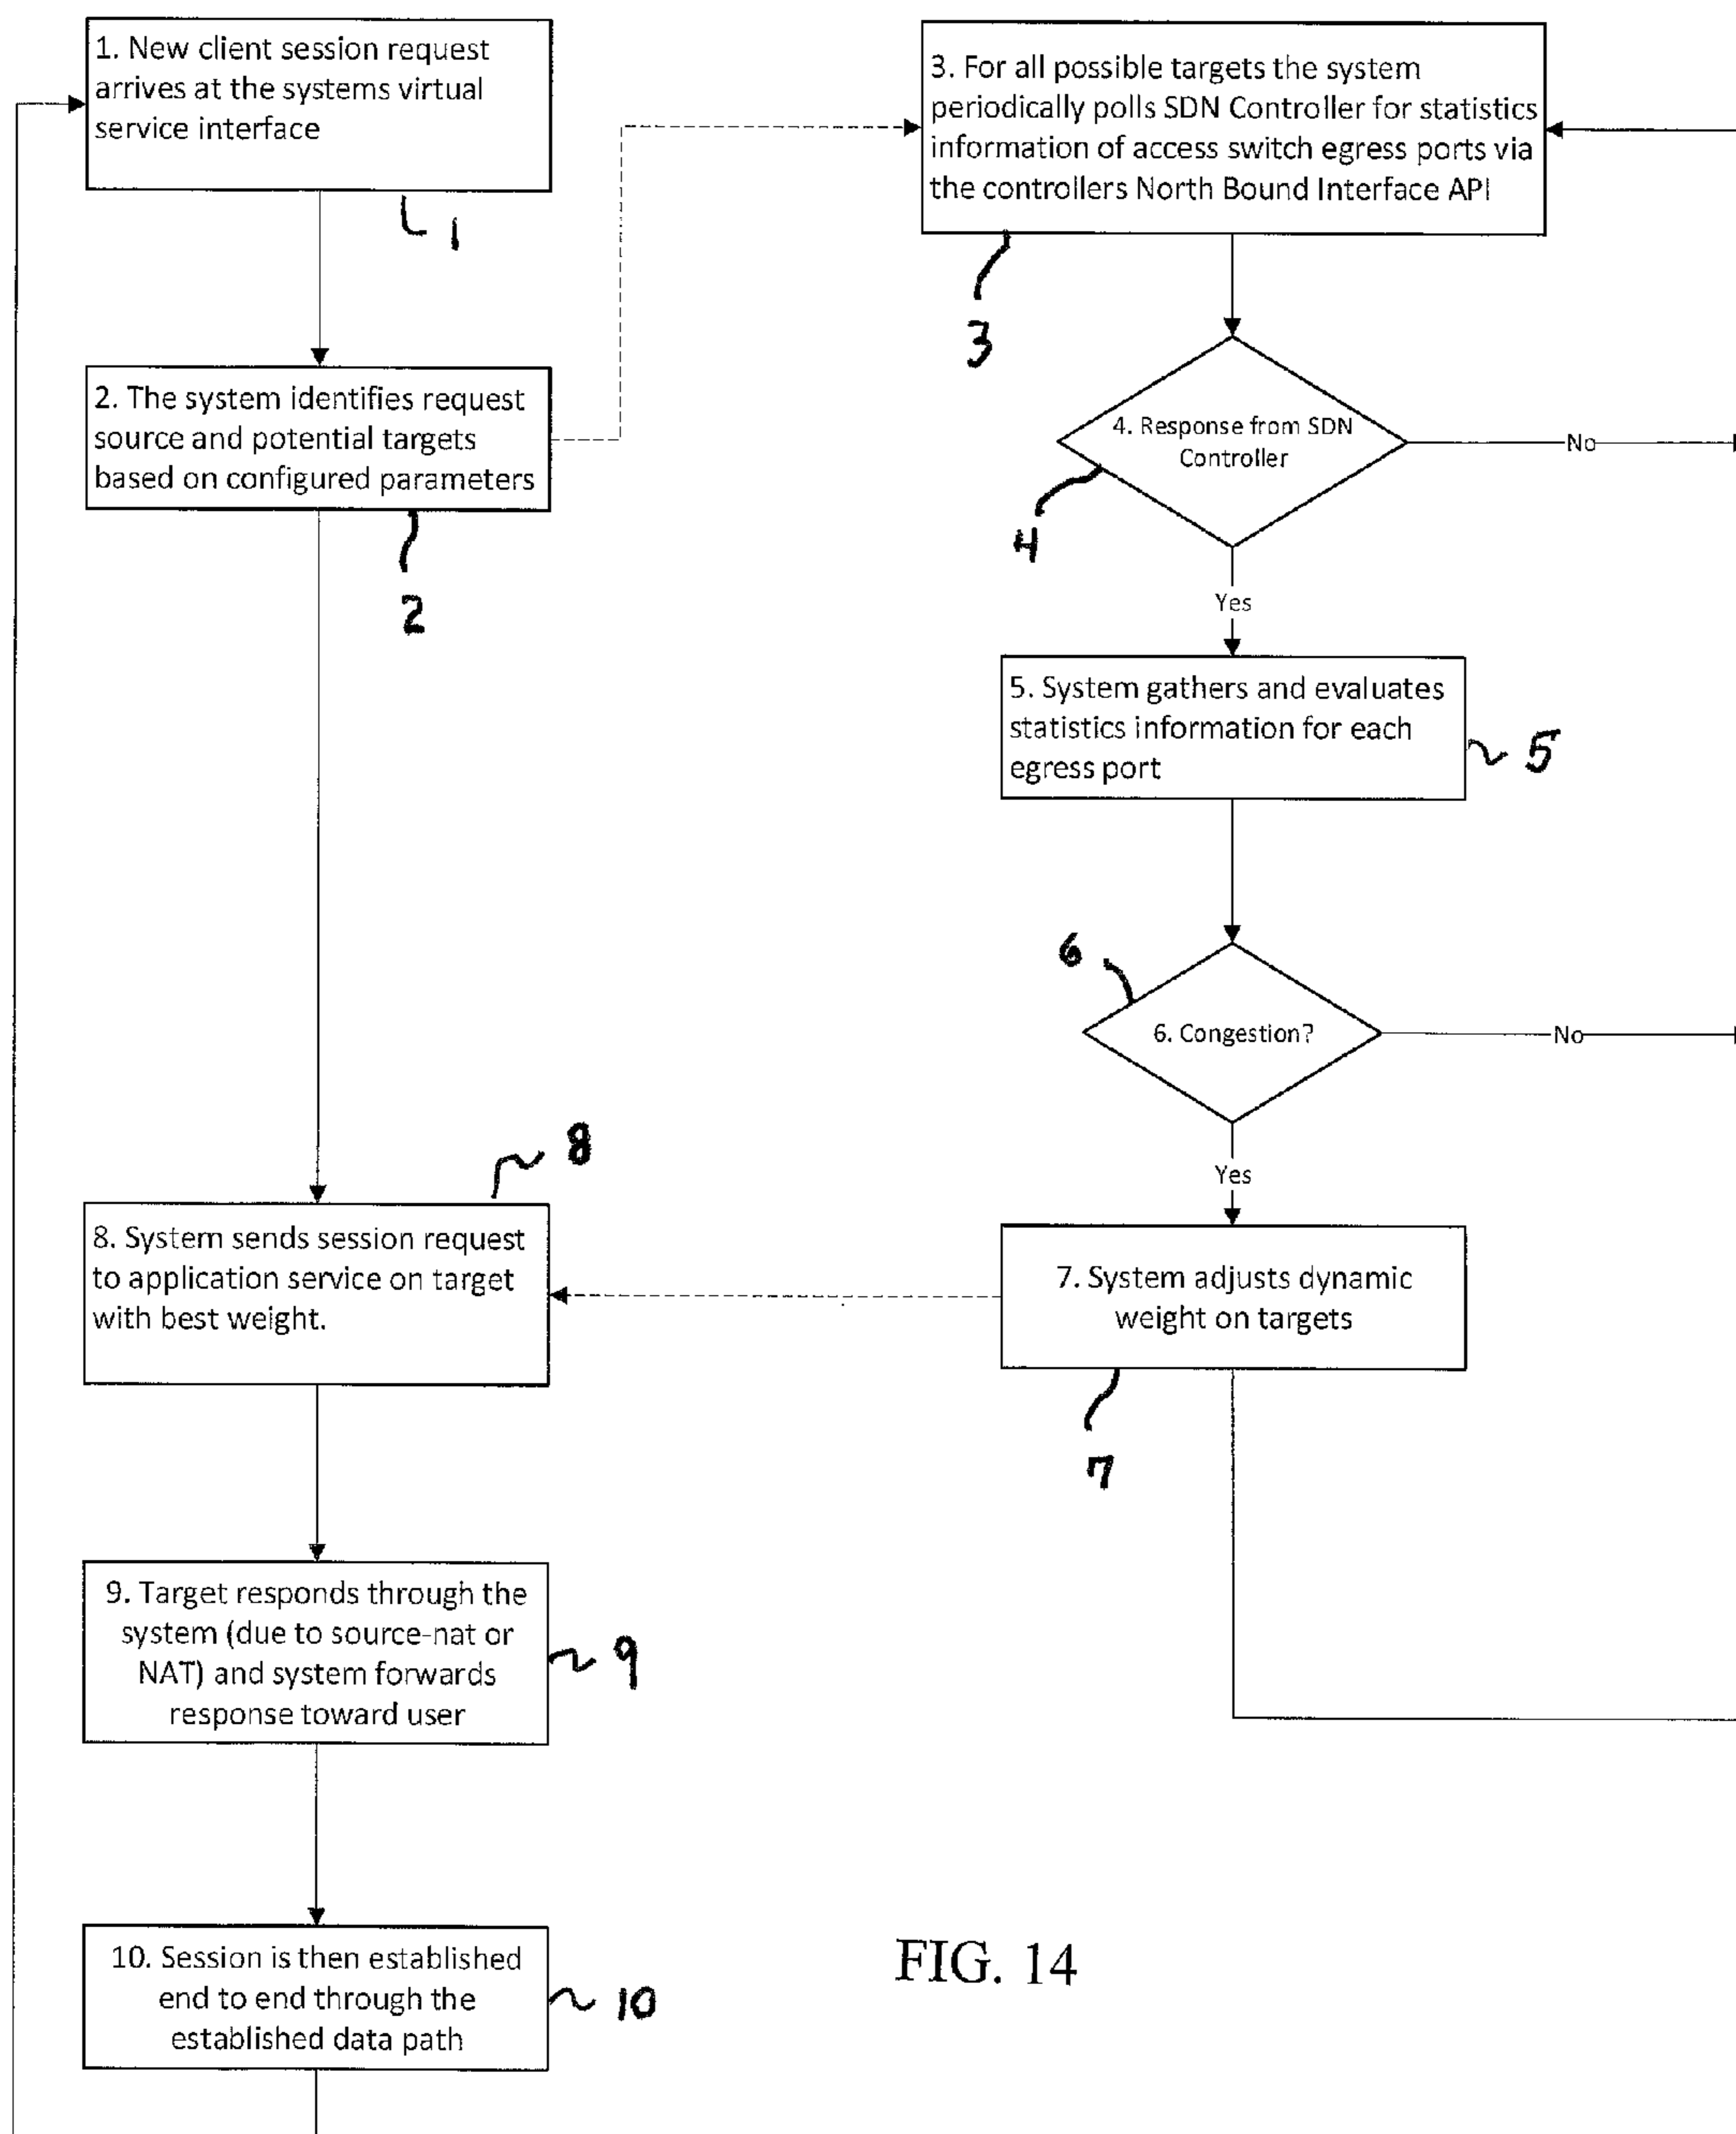 1. New client session request
arrives at the systems virtual
service interface
1
2. The system identifies request
source and potential targets
based on configured parameters
2
3. For all possible targets the system
periodically polls SDN Controller for statistics
information of access switch egress ports via
the controllers North Bound Interface API
3
4. Response from SDN
Controller
4
No
Yes
5. System gathers and evaluates
statistics information for each
egress port
5
6
6. Congestion?
No
Yes
7. System adjusts dynamic
weight on targets
7
8
8. System sends session request
to application service on target
with best weight.
9. Target responds through the
system (due to source-nat or
NAT) and system forwards
response toward user
9
10. Session is then established
end to end through the
established data path
10
FIG. 14